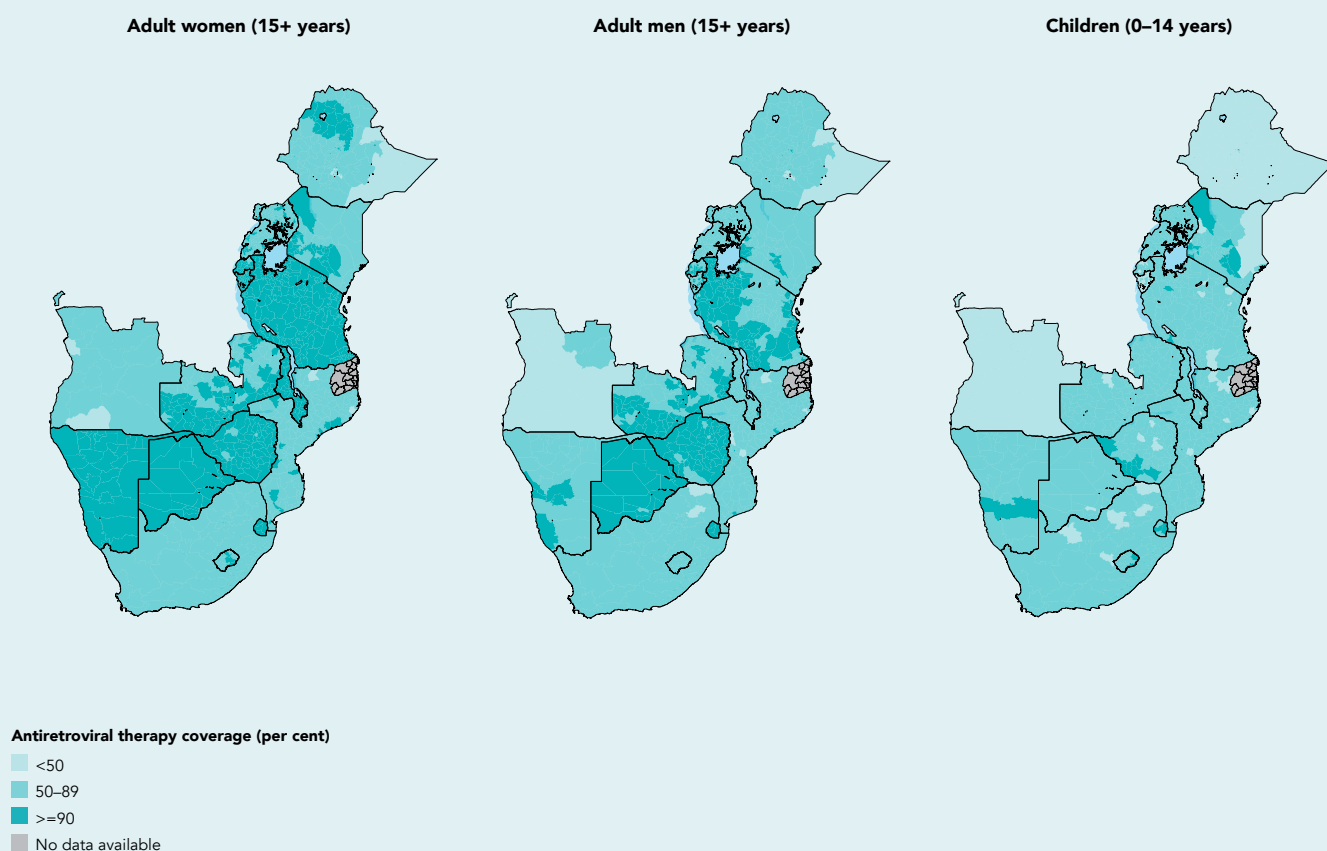 Adult women (15+ years)
Adult men (15+ years)
Children (0–14 years)
Antiretroviral therapy coverage (per cent)
<50
50–89
>=90
No data available